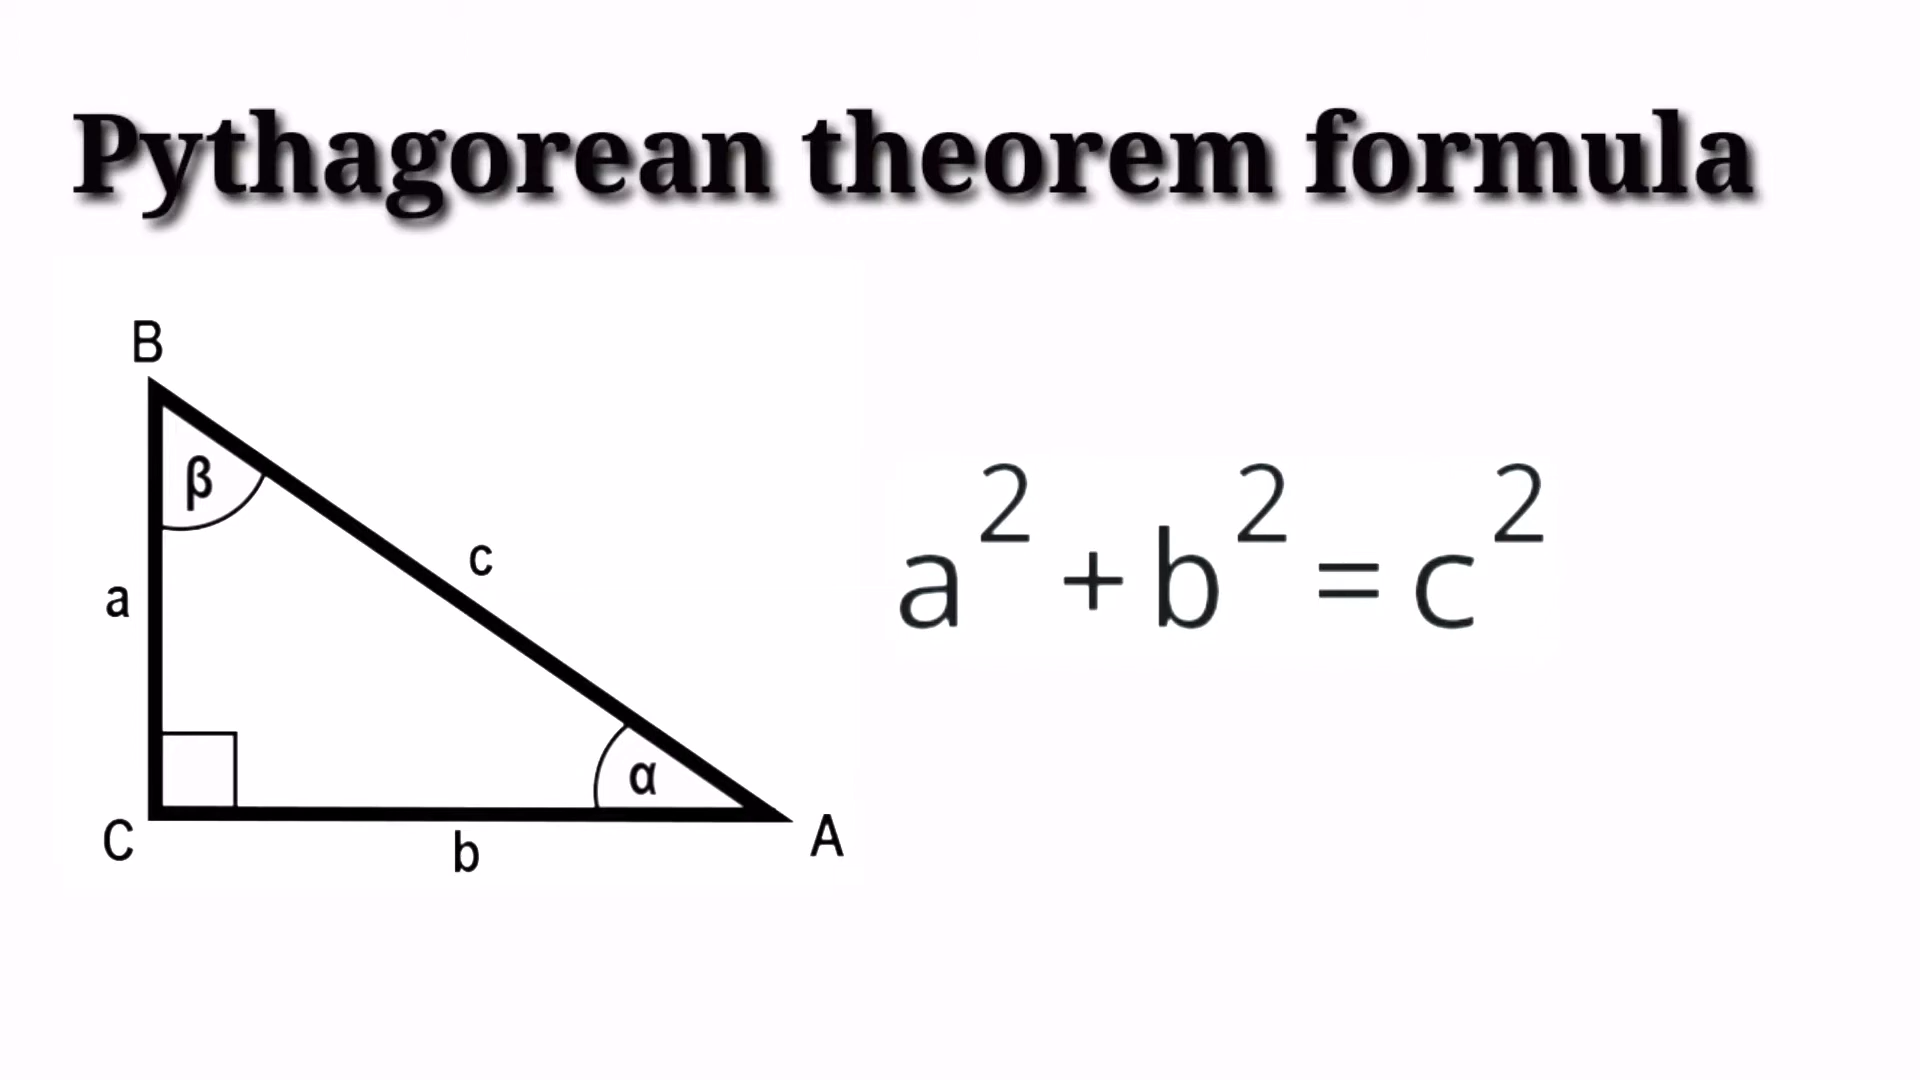 Pythagorean theorem formula
B
β
c
a
a² + b² = c²
α
C
b
A